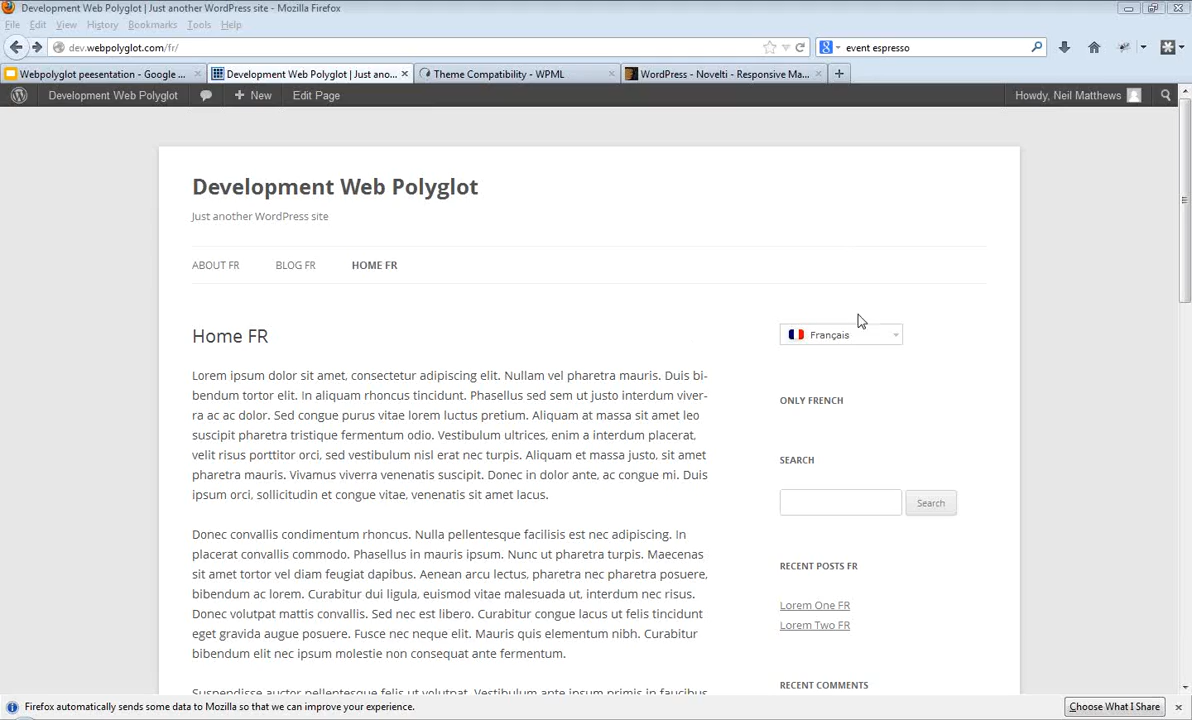 Development Web Polyglot | Just another WordPress site - Mozilla Firefox
File Edit View History Bookmarks Tools Help
dev.webpolyglot.com/fr/
event espresso
Webpolyglot peesentation - Google ...
Development Web Polyglot | Just ano...
Theme Compatibility - WPML
WordPress - Novelti - Responsive Ma...
Development Web Polyglot
New
Edit Page
Howdy, Neil Matthews
Development Web Polyglot
Just another WordPress site
ABOUT FR
BLOG FR
HOME FR
Home FR
Lorem ipsum dolor sit amet, consectetur adipiscing elit. Nullam vel pharetra mauris. Duis bi-
bendum tortor elit. In aliquam rhoncus tincidunt. Phasellus sed sem ut justo interdum viver-
ra ac ac dolor. Sed congue purus vitae lorem luctus pretium. Aliquam at massa sit amet leo
suscipit pharetra tristique fermentum odio. Vestibulum ultrices, enim a interdum placerat,
velit risus porttitor orci, sed vestibulum nisl erat nec turpis. Aliquam et massa justo, sit amet
pharetra mauris. Vivamus viverra venenatis suscipit. Donec in dolor ante, ac congue mi. Duis
ipsum orci, sollicitudin et congue vitae, venenatis sit amet lacus.
Donec convallis condimentum rhoncus. Nulla pellentesque facilisis est nec adipiscing. In
placerat convallis commodo. Phasellus in mauris ipsum. Nunc ut pharetra turpis. Maecenas
sit amet tortor vel diam feugiat dapibus. Aenean arcu lectus, pharetra nec pharetra posuere,
bibendum ac lorem. Curabitur dui ligula, euismod vitae malesuada ut, interdum nec risus.
Donec volutpat mattis convallis. Sed nec est libero. Curabitur congue lacus ut felis tincidunt
eget gravida augue posuere. Fusce nec neque elit. Mauris quis elementum nibh. Curabitur
bibendum elit nec ipsum molestie non consequat ante fermentum.
Suspendisse auctor pellentesque felis ut volutpat. Vestibulum ante ipsum primis in faucibus
Français
ONLY FRENCH
SEARCH
Search
RECENT POSTS FR
Lorem One FR
Lorem Two FR
RECENT COMMENTS
Firefox automatically sends some data to Mozilla so that we can improve your experience.
Choose What I Share